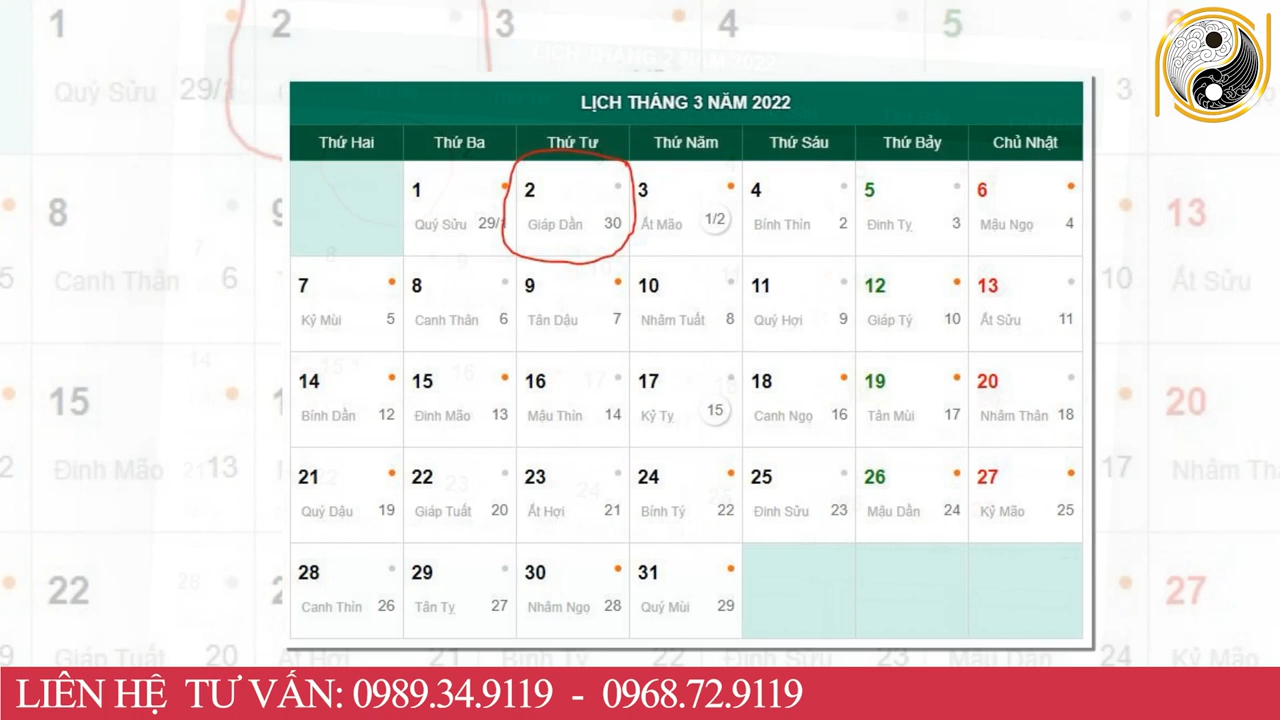 LỊCH THÁNG 3 NĂM 2022
Thứ Hai Thứ Ba Thứ Tư Thứ Năm Thứ Sáu Thứ Bảy Chủ Nhật
1 2 3 4 5 6
Quý Sửu 29/1 Giáp Dần 30 Ất Mão 1/2 Bính Thìn 2 Đinh Tỵ 3 Mậu Ngọ 4
7 8 9 10 11 12 13
Kỷ Mùi 5 Canh Thân 6 Tân Dậu 7 Nhâm Tuất 8 Quý Hợi 9 Giáp Tý 10 Ất Sửu 11
14 15 16 17 18 19 20
Bính Dần 12 Đinh Mão 13 Mậu Thìn 14 Kỷ Tỵ 15 Canh Ngọ 16 Tân Mùi 17 Nhâm Thân 18
21 22 23 24 25 26 27
Quý Dậu 19 Giáp Tuất 20 Ất Hợi 21 Bính Tý 22 Đinh Sửu 23 Mậu Dần 24 Kỷ Mão 25
28 29 30 31
Canh Thìn 26 Tân Tỵ 27 Nhâm Ngọ 28 Quý Mùi 29
LIÊN HỆ TƯ VẤN: 0989.34.9119 - 0968.72.9119